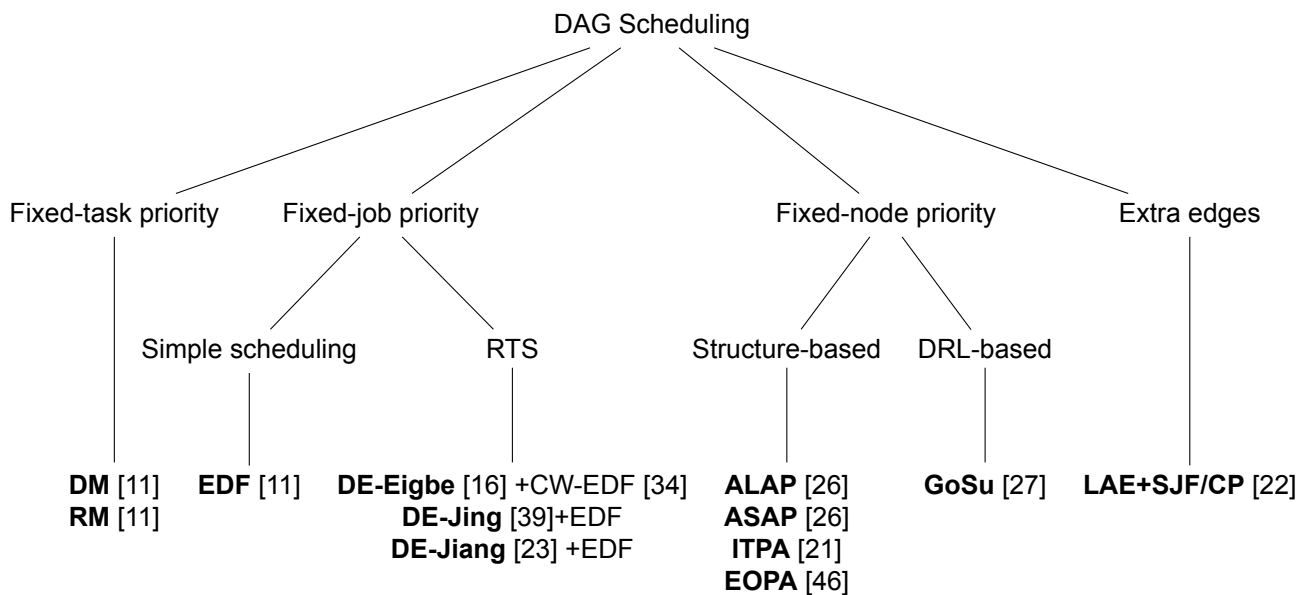 DAG Scheduling
Fixed-task priority Fixed-job priority Fixed-node priority Extra edges
Simple scheduling RTS Structure-based DRL-based
DM [11] EDF [11] DE-Eigbe [16] +CW-EDF [34] ALAP [26] GoSu [27] LAE+SJF/CP [22]
RM [11] DE-Jing [39]+EDF ASAP [26]
DE-Jiang [23] +EDF ITPA [21]
EOPA [46]